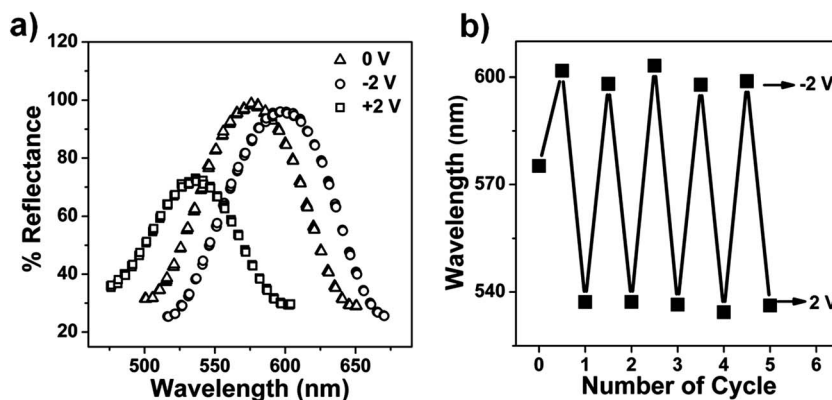 a)
% Reflectance
120
100
80
60
40
20
△ 0 V
○ -2 V
□ +2 V
500 550 600 650
Wavelength (nm)
b)
Wavelength (nm)
600
570
540
-2 V
2 V
0 1 2 3 4 5 6
Number of Cycle